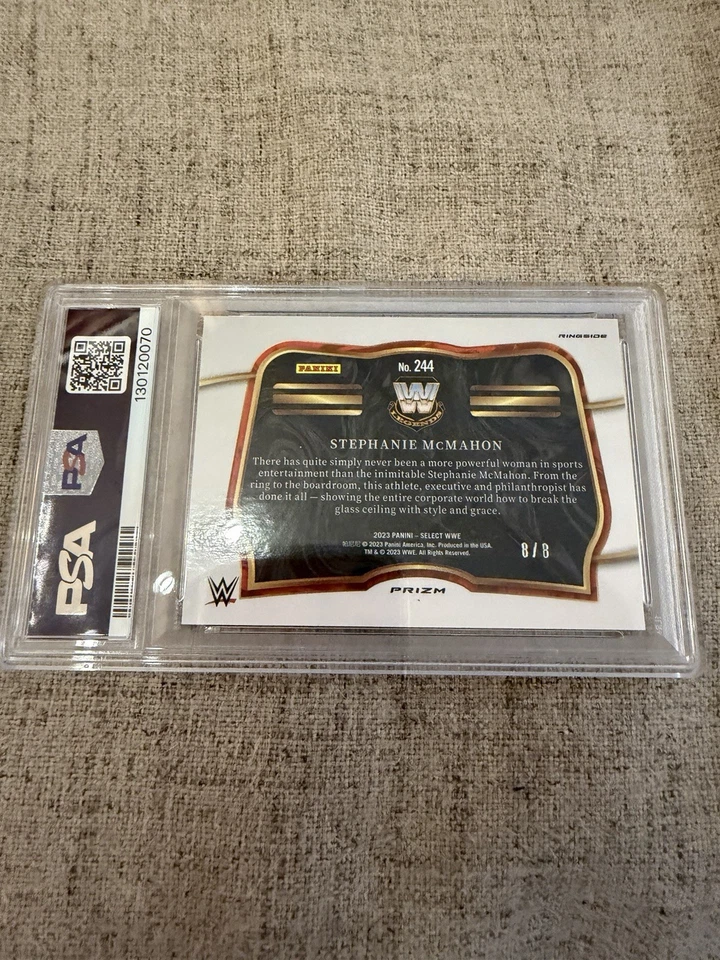 130120070
PSA
PSA
RINGSIDE
PANINI
No. 244
W
LEGENDS
STEPHANIE McMAHON
There has quite simply never been a more powerful woman in sports
entertainment than the inimitable Stephanie McMahon. From the
ring to the boardroom, this athlete, executive and philanthropist has
done it all — showing the entire corporate world how to break the
glass ceiling with style and grace.
2023 PANINI – SELECT WWE
© 2023 Panini America, Inc. Produced in the USA.
TM & © 2023 WWE. All Rights Reserved.
8/8
W
PRIZM